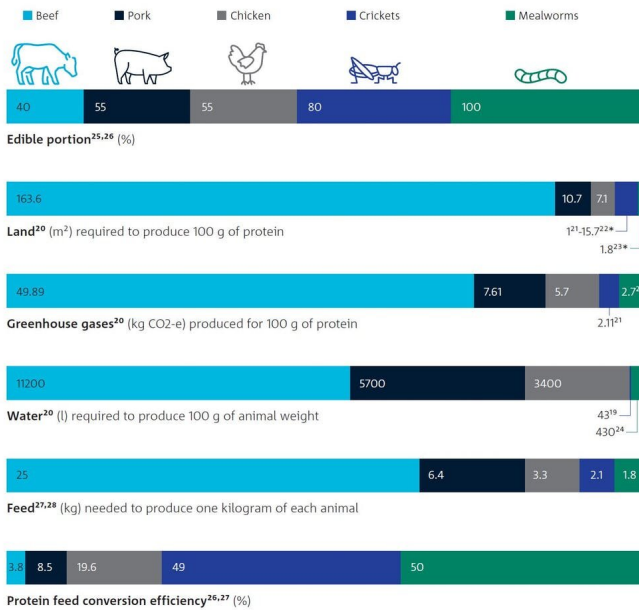 Beef Pork Chicken Crickets Mealworms
40 55 55 80 100
Edible portion²⁵,²⁶ (%)
163.6 10.7 7.1
Land²⁰ (m²) required to produce 100 g of protein
1²¹-15.7²²*
1.8²³*
49.89 7.61 5.7 2.7
Greenhouse gases²⁰ (kg CO2-e) produced for 100 g of protein
2.11²¹
11200 5700 3400
Water²⁰ (l) required to produce 100 g of animal weight
43¹⁹
430²⁴
25 6.4 3.3 2.1 1.8
Feed²⁷,²⁸ (kg) needed to produce one kilogram of each animal
3.8 8.5 19.6 49 50
Protein feed conversion efficiency²⁶,²⁷ (%)